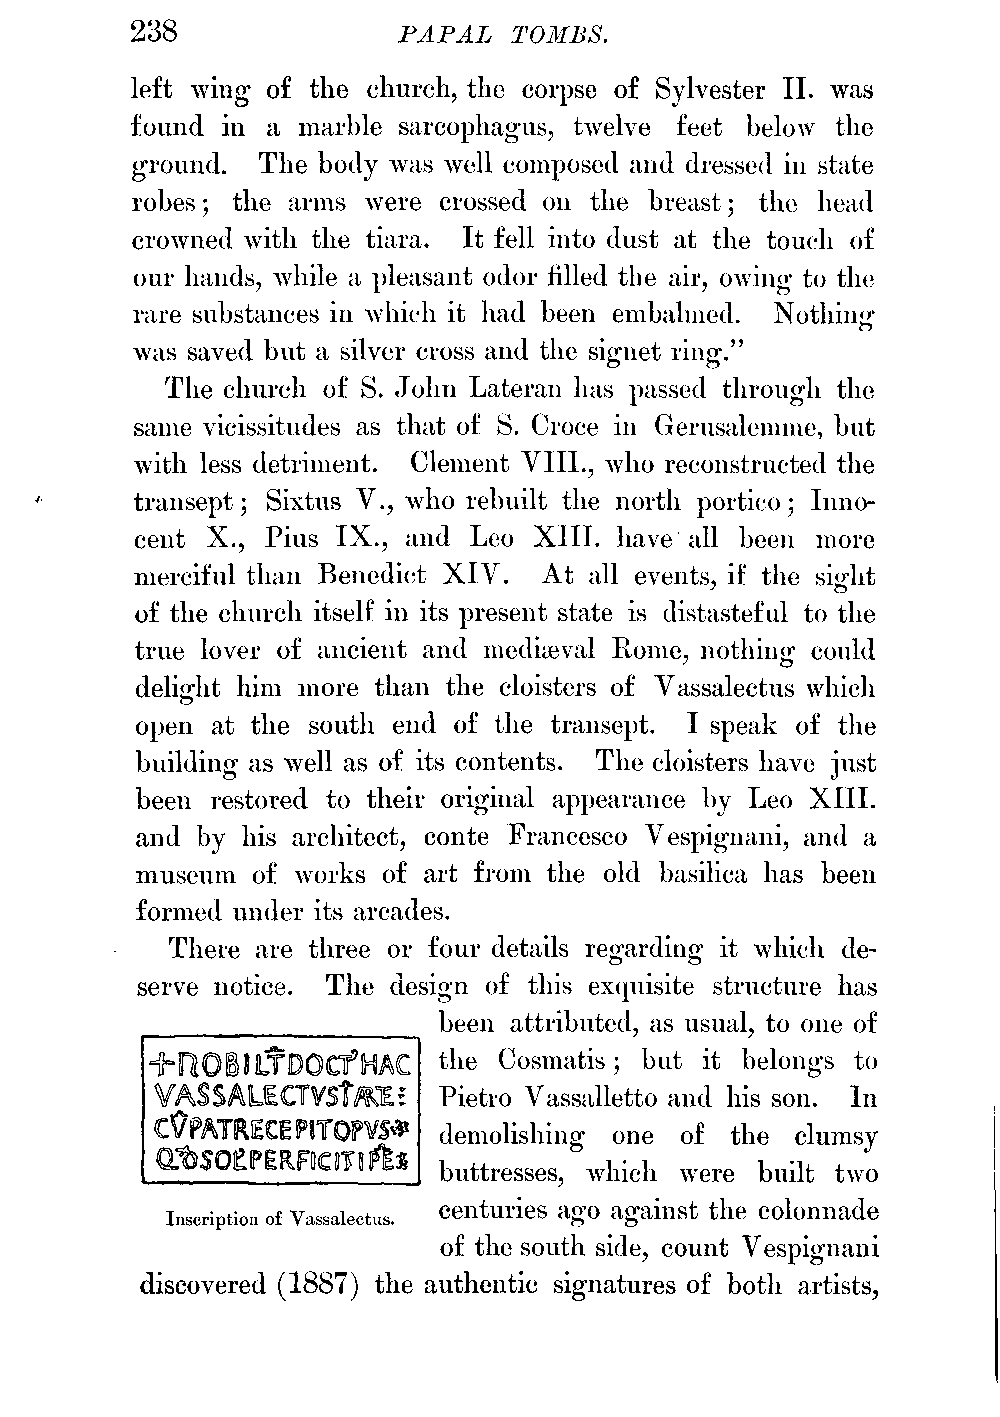 238
PAPAL TOMBS.
left wing of the church, the corpse of Sylvester II. was
found in a marble sarcophagus, twelve feet below the
ground. The body was well composed and dressed in state
robes; the arms were crossed on the breast; the head
crowned with the tiara. It fell into dust at the touch of
our hands, while a pleasant odor filled the air, owing to the
rare substances in which it had been embalmed. Nothing
was saved but a silver cross and the signet ring.”
The church of S. John Lateran has passed through the
same vicissitudes as that of S. Croce in Gerusalemme, but
with less detriment. Clement VIII., who reconstructed the
transept; Sixtus V., who rebuilt the north portico; Inno-
cent X., Pius IX., and Leo XIII. have all been more
merciful than Benedict XIV. At all events, if the sight
of the church itself in its present state is distasteful to the
true lover of ancient and mediæval Rome, nothing could
delight him more than the cloisters of Vassalectus which
open at the south end of the transept. I speak of the
building as well as of its contents. The cloisters have just
been restored to their original appearance by Leo XIII.
and by his architect, conte Francesco Vespignani, and a
museum of works of art from the old basilica has been
formed under its arcades.
There are three or four details regarding it which de-
serve notice. The design of this exquisite structure has
been attributed, as usual, to one of
the Cosmatis; but it belongs to
Pietro Vassalletto and his son. In
demolishing one of the clumsy
buttresses, which were built two
centuries ago against the colonnade
of the south side, count Vespignani
discovered (1887) the authentic signatures of both artists,
+NOBILIT DOCT HAC
VASSALECTVS
CV̄PATRECEPITOPVS
PERFICIT
Inscription of Vassalectus.